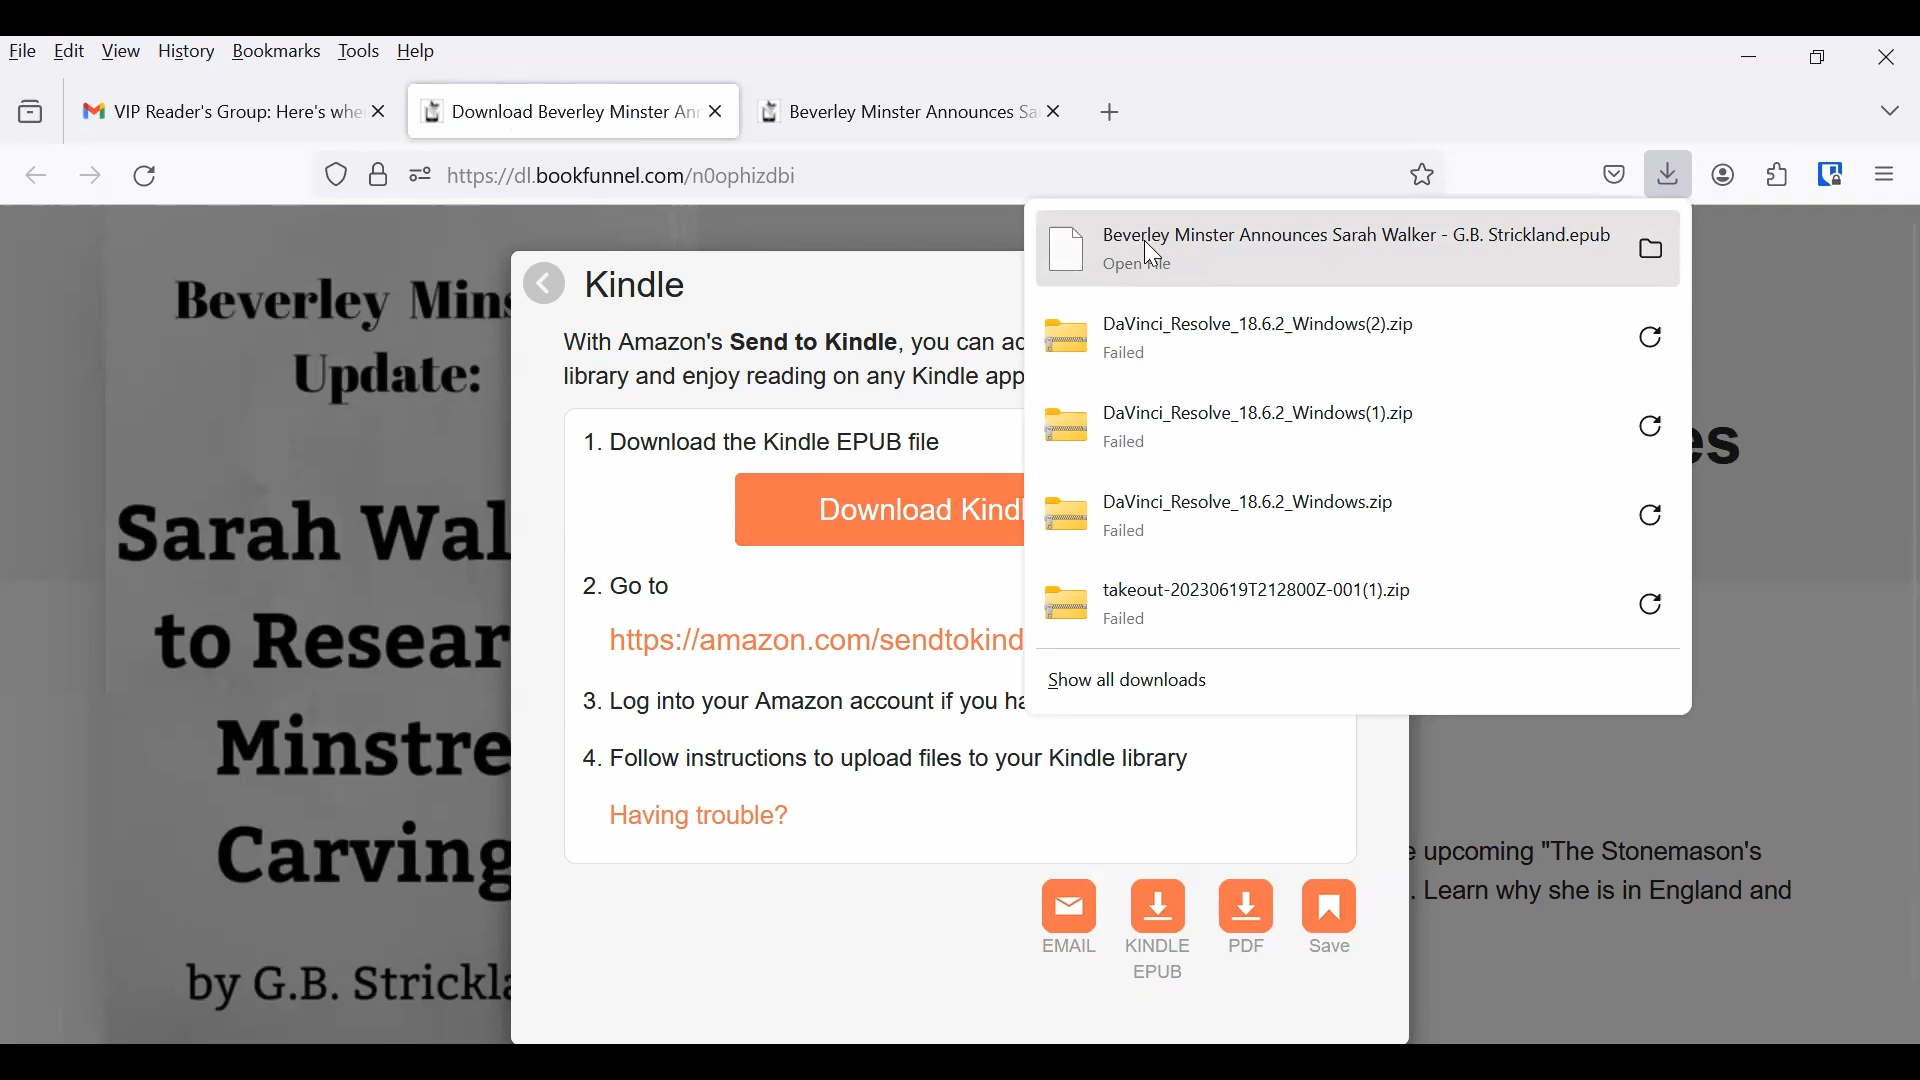 File Edit View History Bookmarks Tools Help
VIP Reader's Group: Here's whe
Download Beverley Minster Ann
Beverley Minster Announces Sa
https://dl.bookfunnel.com/n0ophizdbi
Beverley Minster Announces Sarah Walker - G.B. Strickland.epub
Open file
DaVinci_Resolve_18.6.2_Windows(2).zip
Failed
DaVinci_Resolve_18.6.2_Windows(1).zip
Failed
DaVinci_Resolve_18.6.2_Windows.zip
Failed
takeout-20230619T212800Z-001(1).zip
Failed
Show all downloads
Kindle
With Amazon's Send to Kindle, you can ad
library and enjoy reading on any Kindle app
1. Download the Kindle EPUB file
Download Kindl
2. Go to
https://amazon.com/sendtokind
3. Log into your Amazon account if you ha
4. Follow instructions to upload files to your Kindle library
Having trouble?
EMAIL
KINDLE
EPUB
PDF
Save
Beverley Mins
Update:
Sarah Wal
to Resear
Minstre
Carving
by G.B. Strickla
es
e upcoming "The Stonemason's
. Learn why she is in England and